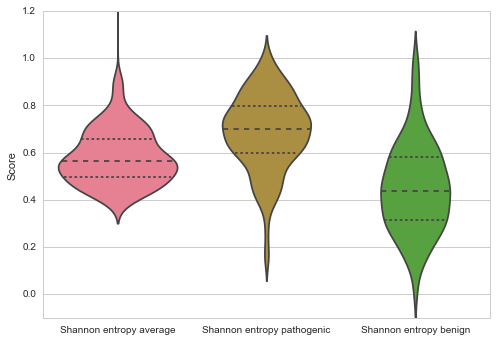 1.2
1.0
0.8
0.6
0.4
0.2
0.0
Score
Shannon entropy average
Shannon entropy pathogenic
Shannon entropy benign